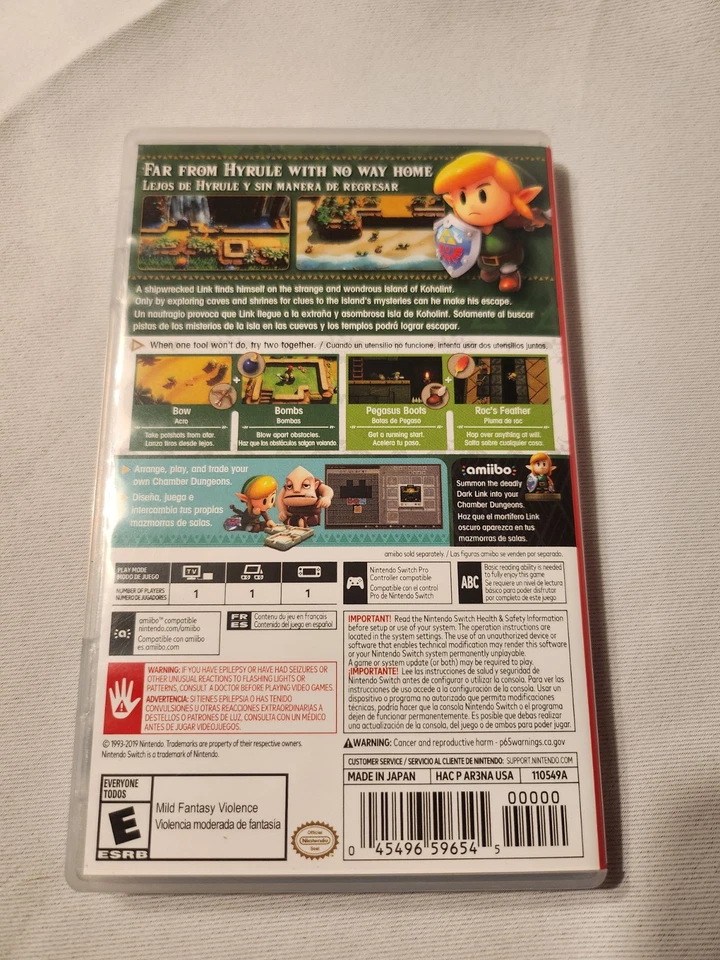 FAR FROM HYRULE WITH NO WAY HOME
LEJOS DE HYRULE Y SIN MANERA DE REGRESAR
A shipwrecked Link finds himself on the strange and wondrous island of Koholint.
Only by exploring caves and shrines for clues to the island's mysteries can he make his escape.
Un naufragio provoca que Link llegue a la extraña y asombrosa isla de Koholint. Solamente al buscar
pistas de los misterios de la isla en las cuevas y los templos podrá lograr escapar.
When one tool won't do, try two together. / Cuando un utensilio no funcione, intenta usar dos utensilios juntos.
+
+
Bow
Acro
Take potshots from afar.
Lanza tiros desde lejos.
Bombs
Bombas
Blow apart obstacles.
Haz que los obstáculos salgan volando.
Pegasus Boots
Botas de Pegaso
Get a running start.
Acelera tu paso.
Roc's Feather
Pluma de roc
Hop over anything at will.
Salta sobre cualquier cosa.
Arrange, play, and trade your
own Chamber Dungeons.
Diseña, juega e
intercambia tus propias
mazmorras de salas.
amiibo
Summon the deadly
Dark Link into your
Chamber Dungeons.
Haz que el mortífero Link
oscuro aparezca en tus
mazmorras de salas.
amiibo sold separately. / Las figuras amiibo se venden por separado.
PLAY MODE
MODO DE JUEGO
TV
NUMBER OF PLAYERS
NÚMERO DE JUGADORES
1
1
1
Nintendo Switch Pro
Controller compatible
Compatible con el control
Pro de Nintendo Switch
ABC
Basic reading ability is needed
to fully enjoy this game
Se requiere un nivel de lectura
básico para poder disfrutar
por completo de este juego
amiibo™ compatible
nintendo.com/amiibo
Compatible con amiibo
es.amiibo.com
FR
ES
Contenu du jeu en français
Contenido del juego en español
IMPORTANT! Read the Nintendo Switch Health & Safety Information
before setup or use of your system. The operation instructions are
located in the system settings. The use of an unauthorized device or
software that enables technical modification may render this software
or your Nintendo Switch system permanently unplayable.
A game or system update (or both) may be required to play.
¡IMPORTANTE! Lee las instrucciones de salud y seguridad de
Nintendo Switch antes de configurar o utilizar la consola. Para ver las
instrucciones de uso accede a la configuración de la consola. Usar un
dispositivo o programa no autorizado que permita modificaciones
técnicas, podría hacer que la consola Nintendo Switch o el programa
dejen de funcionar permanentemente. Es posible que debas realizar
una actualización de la consola, del juego o de ambos para poder jugar.
WARNING: IF YOU HAVE EPILEPSY OR HAVE HAD SEIZURES OR
OTHER UNUSUAL REACTIONS TO FLASHING LIGHTS OR
PATTERNS, CONSULT A DOCTOR BEFORE PLAYING VIDEO GAMES.
ADVERTENCIA: SI TIENES EPILEPSIA O HAS TENIDO
CONVULSIONES U OTRAS REACCIONES EXTRAORDINARIAS A
DESTELLOS O PATRONES DE LUZ, CONSULTA CON UN MÉDICO
ANTES DE JUGAR VIDEOJUEGOS.
© 1993-2019 Nintendo. Trademarks are property of their respective owners.
Nintendo Switch is a trademark of Nintendo.
WARNING: Cancer and reproductive harm - p65warnings.ca.gov
CUSTOMER SERVICE / SERVICIO AL CLIENTE DE NINTENDO: SUPPORT.NINTENDO.COM
MADE IN JAPAN
HAC P AR3NA USA
110549A
EVERYONE
TODOS
E
ESRB
Mild Fantasy Violence
Violencia moderada de fantasía
Official
Nintendo
Seal
00000
0 45496 59654 5